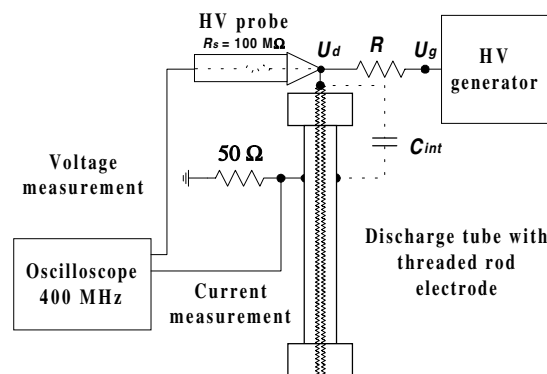 HV probe
Rs = 100 MΩ
Ud
R
Ug
HV
generator
Cint
50 Ω
Voltage
measurement
Oscilloscope
400 MHz
Current
measurement
Discharge tube with
threaded rod
electrode